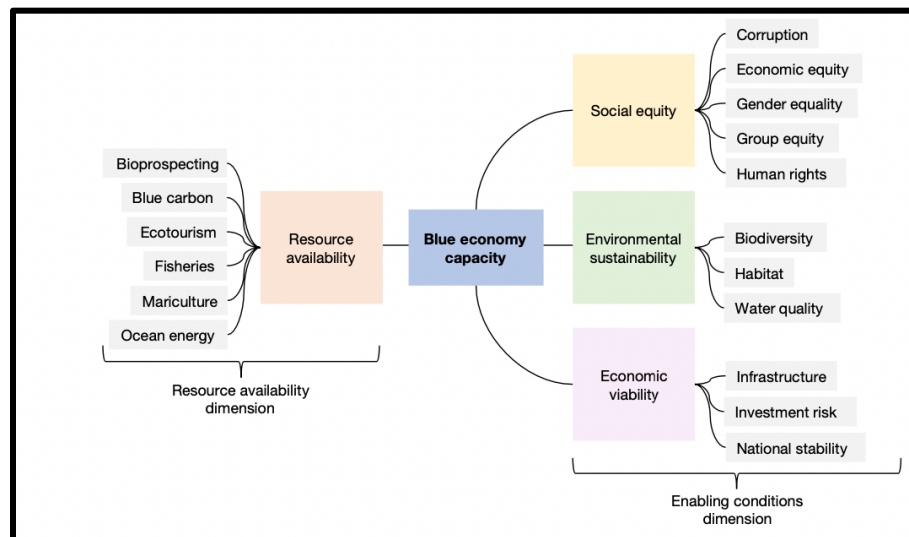 Bioprospecting
Blue carbon
Ecotourism
Fisheries
Mariculture
Ocean energy
Resource availability
dimension
Resource
availability
Blue economy
capacity
Social equity
Corruption
Economic equity
Gender equality
Group equity
Human rights
Environmental
sustainability
Biodiversity
Habitat
Water quality
Economic
viability
Infrastructure
Investment risk
National stability
Enabling conditions
dimension